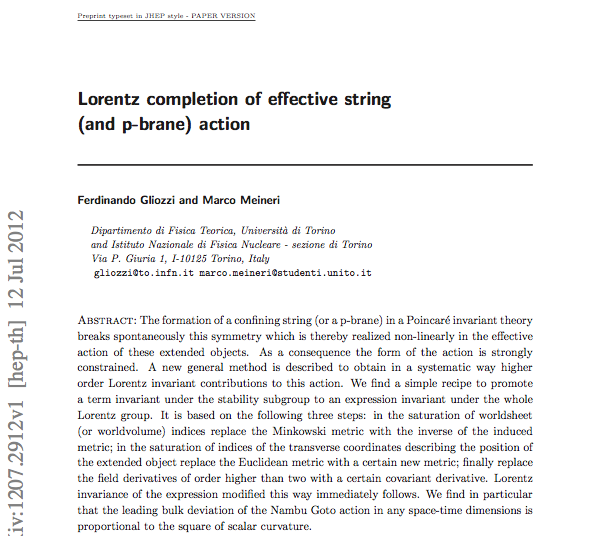 Preprint typeset in JHEP style - PAPER VERSION
Lorentz completion of effective string
(and p-brane) action
Ferdinando Gliozzi and Marco Meineri
Dipartimento di Fisica Teorica, Università di Torino
and Istituto Nazionale di Fisica Nucleare - sezione di Torino
Via P. Giuria 1, I-10125 Torino, Italy
gliozzi@to.infn.it marco.meineri@studenti.unito.it
Abstract: The formation of a confining string (or a p-brane) in a Poincaré invariant theory
breaks spontaneously this symmetry which is thereby realized non-linearly in the effective
action of these extended objects. As a consequence the form of the action is strongly
constrained. A new general method is described to obtain in a systematic way higher
order Lorentz invariant contributions to this action. We find a simple recipe to promote
a term invariant under the stability subgroup to an expression invariant under the whole
Lorentz group. It is based on the following three steps: in the saturation of worldsheet
(or worldvolume) indices replace the Minkowski metric with the inverse of the induced
metric; in the saturation of indices of the transverse coordinates describing the position of
the extended object replace the Euclidean metric with a certain new metric; finally replace
the field derivatives of order higher than two with a certain covariant derivative. Lorentz
invariance of the expression modified this way immediately follows. We find in particular
that the leading bulk deviation of the Nambu Goto action in any space-time dimensions is
proportional to the square of scalar curvature.
iv:1207.2912v1 [hep-th] 12 Jul 2012